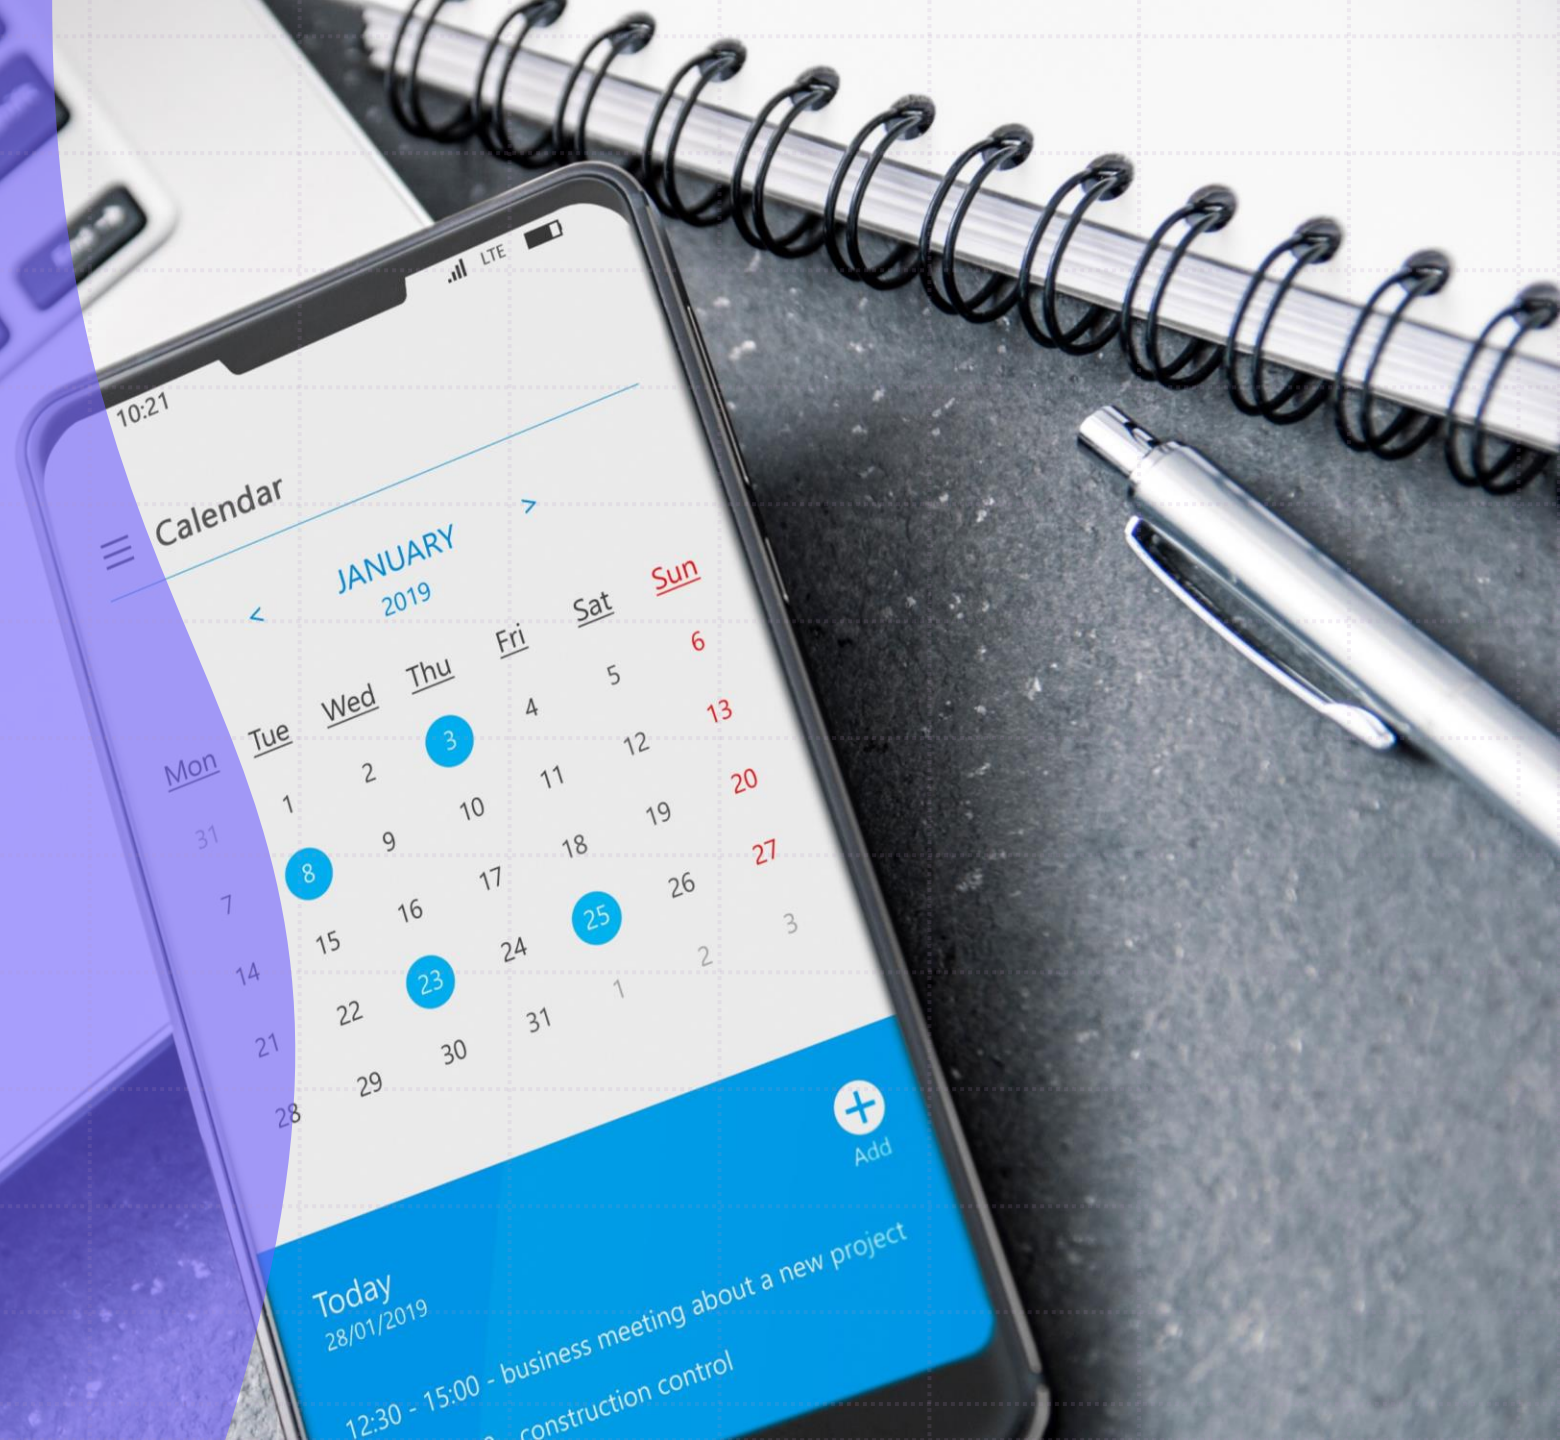 LTE
10:21
Calendar
< JANUARY >
2019
Mon Tue Wed Thu Fri Sat Sun
31 1 2 3 4 5 6
7 8 9 10 11 12 13
14 15 16 17 18 19 20
21 22 23 24 25 26 27
28 29 30 31 1 2 3
Add
Today
28/01/2019
12:30 - 15:00 - business meeting about a new project
construction control